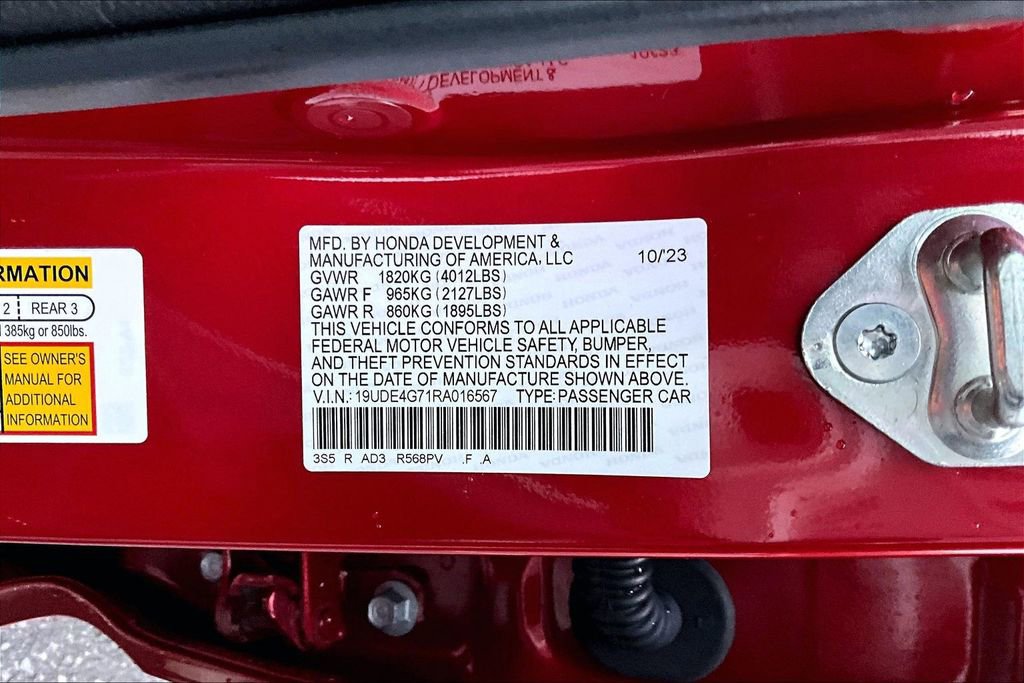 DEVELOPMENT &
10/'23
RMATION
2 REAR 3
385kg or 850lbs.
SEE OWNER'S
MANUAL FOR
ADDITIONAL
INFORMATION
MFD. BY HONDA DEVELOPMENT &
MANUFACTURING OF AMERICA, LLC 10/'23
GVWR 1820KG (4012LBS)
GAWR F 965KG (2127LBS)
GAWR R 860KG (1895LBS)
THIS VEHICLE CONFORMS TO ALL APPLICABLE
FEDERAL MOTOR VEHICLE SAFETY, BUMPER,
AND THEFT PREVENTION STANDARDS IN EFFECT
ON THE DATE OF MANUFACTURE SHOWN ABOVE.
V.I.N.:19UDE4G71RA016567 TYPE:PASSENGER CAR
3S5 R AD3 R568PV .F .A